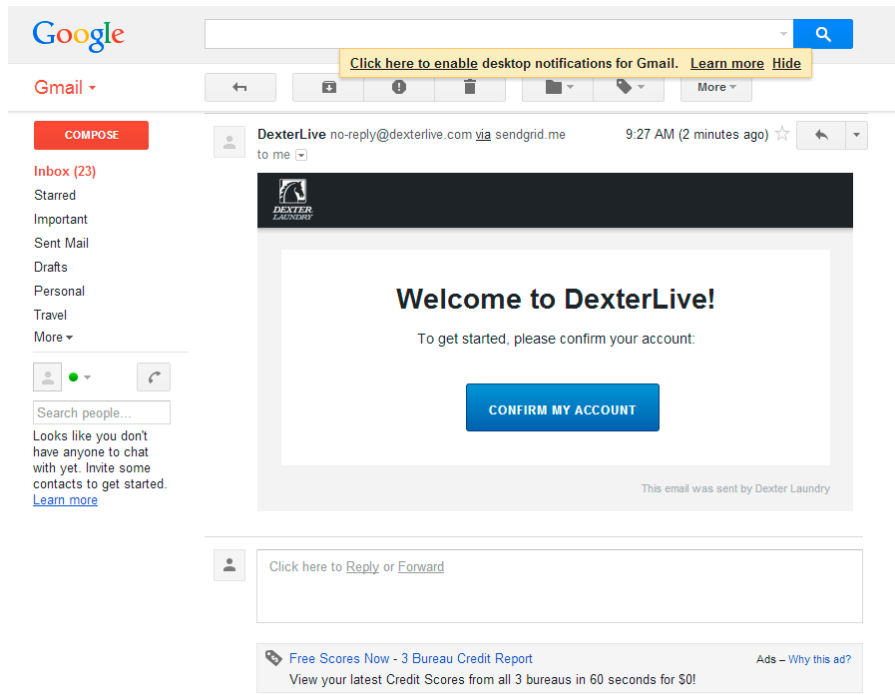 Google
Click here to enable desktop notifications for Gmail. Learn more Hide
Gmail
More
COMPOSE
Inbox (23)
Starred
Important
Sent Mail
Drafts
Personal
Travel
More
Search people...
Looks like you don't
have anyone to chat
with yet. Invite some
contacts to get started.
Learn more
DexterLive no-reply@dexterlive.com via sendgrid.me 9:27 AM (2 minutes ago)
to me
DEXTER
LAUNDRY
Welcome to DexterLive!
To get started, please confirm your account:
CONFIRM MY ACCOUNT
This email was sent by Dexter Laundry
Click here to Reply or Forward
Free Scores Now - 3 Bureau Credit Report Ads – Why this ad?
View your latest Credit Scores from all 3 bureaus in 60 seconds for $0!